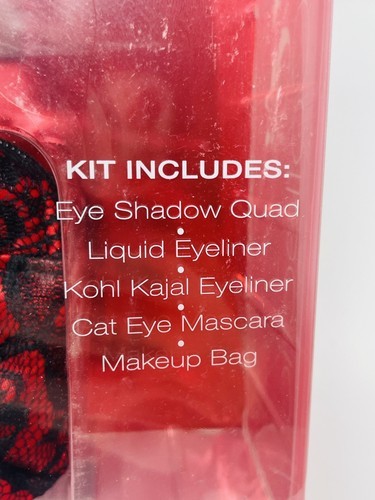 KIT INCLUDES:
Eye Shadow Quad
•
Liquid Eyeliner
•
Kohl Kajal Eyeliner
•
Cat Eye Mascara
•
Makeup Bag